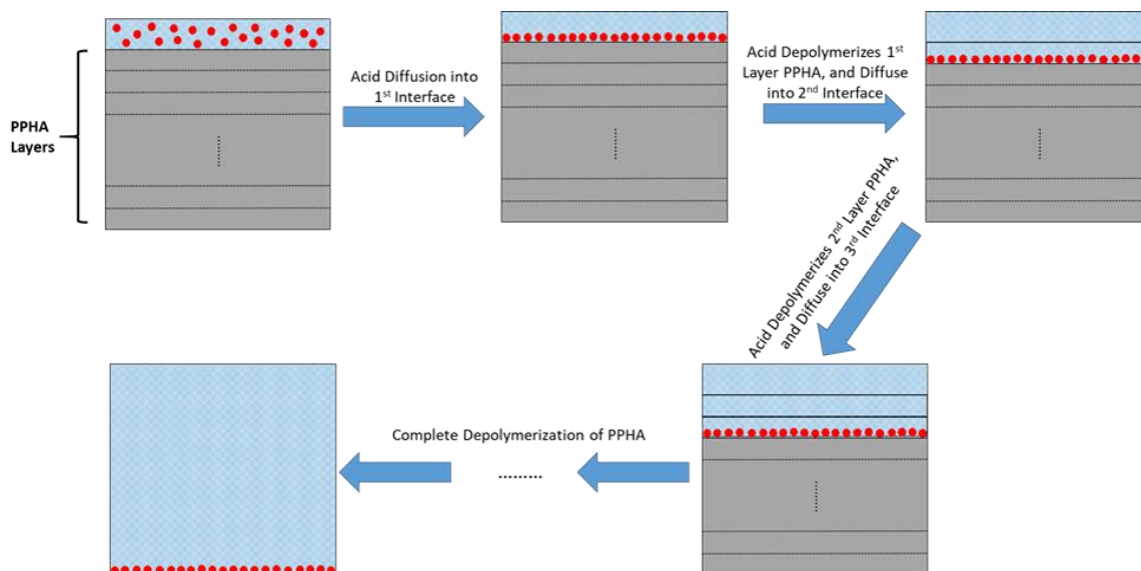 PPHA
Layers
Acid Diffusion into
1st Interface
Acid Depolymerizes 1st
Layer PPHA, and Diffuse
into 2nd Interface
Acid Depolymerizes 2nd Layer PPHA,
and Diffuse into 3rd Interface
Complete Depolymerization of PPHA